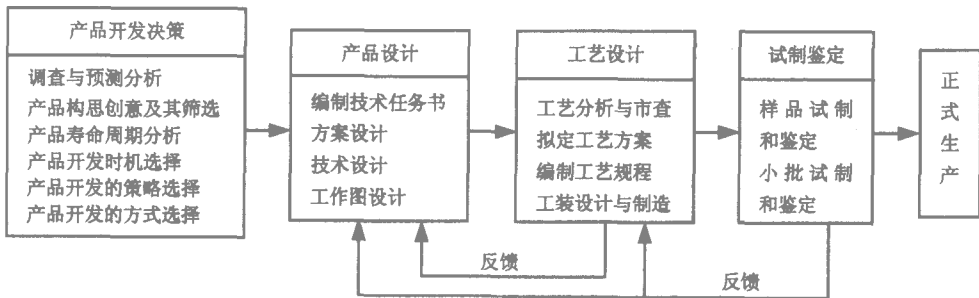 产品开发决策
调查与预测分析
产品构思创意及其筛选
产品寿命周期分析
产品开发时机选择
产品开发的策略选择
产品开发的方式选择
产品设计
编制技术任务书
方案设计
技术设计
工作图设计
工艺设计
工艺分析与市查
拟定工艺方案
编制工艺规程
工装设计与制造
试制鉴定
样品试制
和鉴定
小批试制
和鉴定
正
式
生
产
反馈
反馈